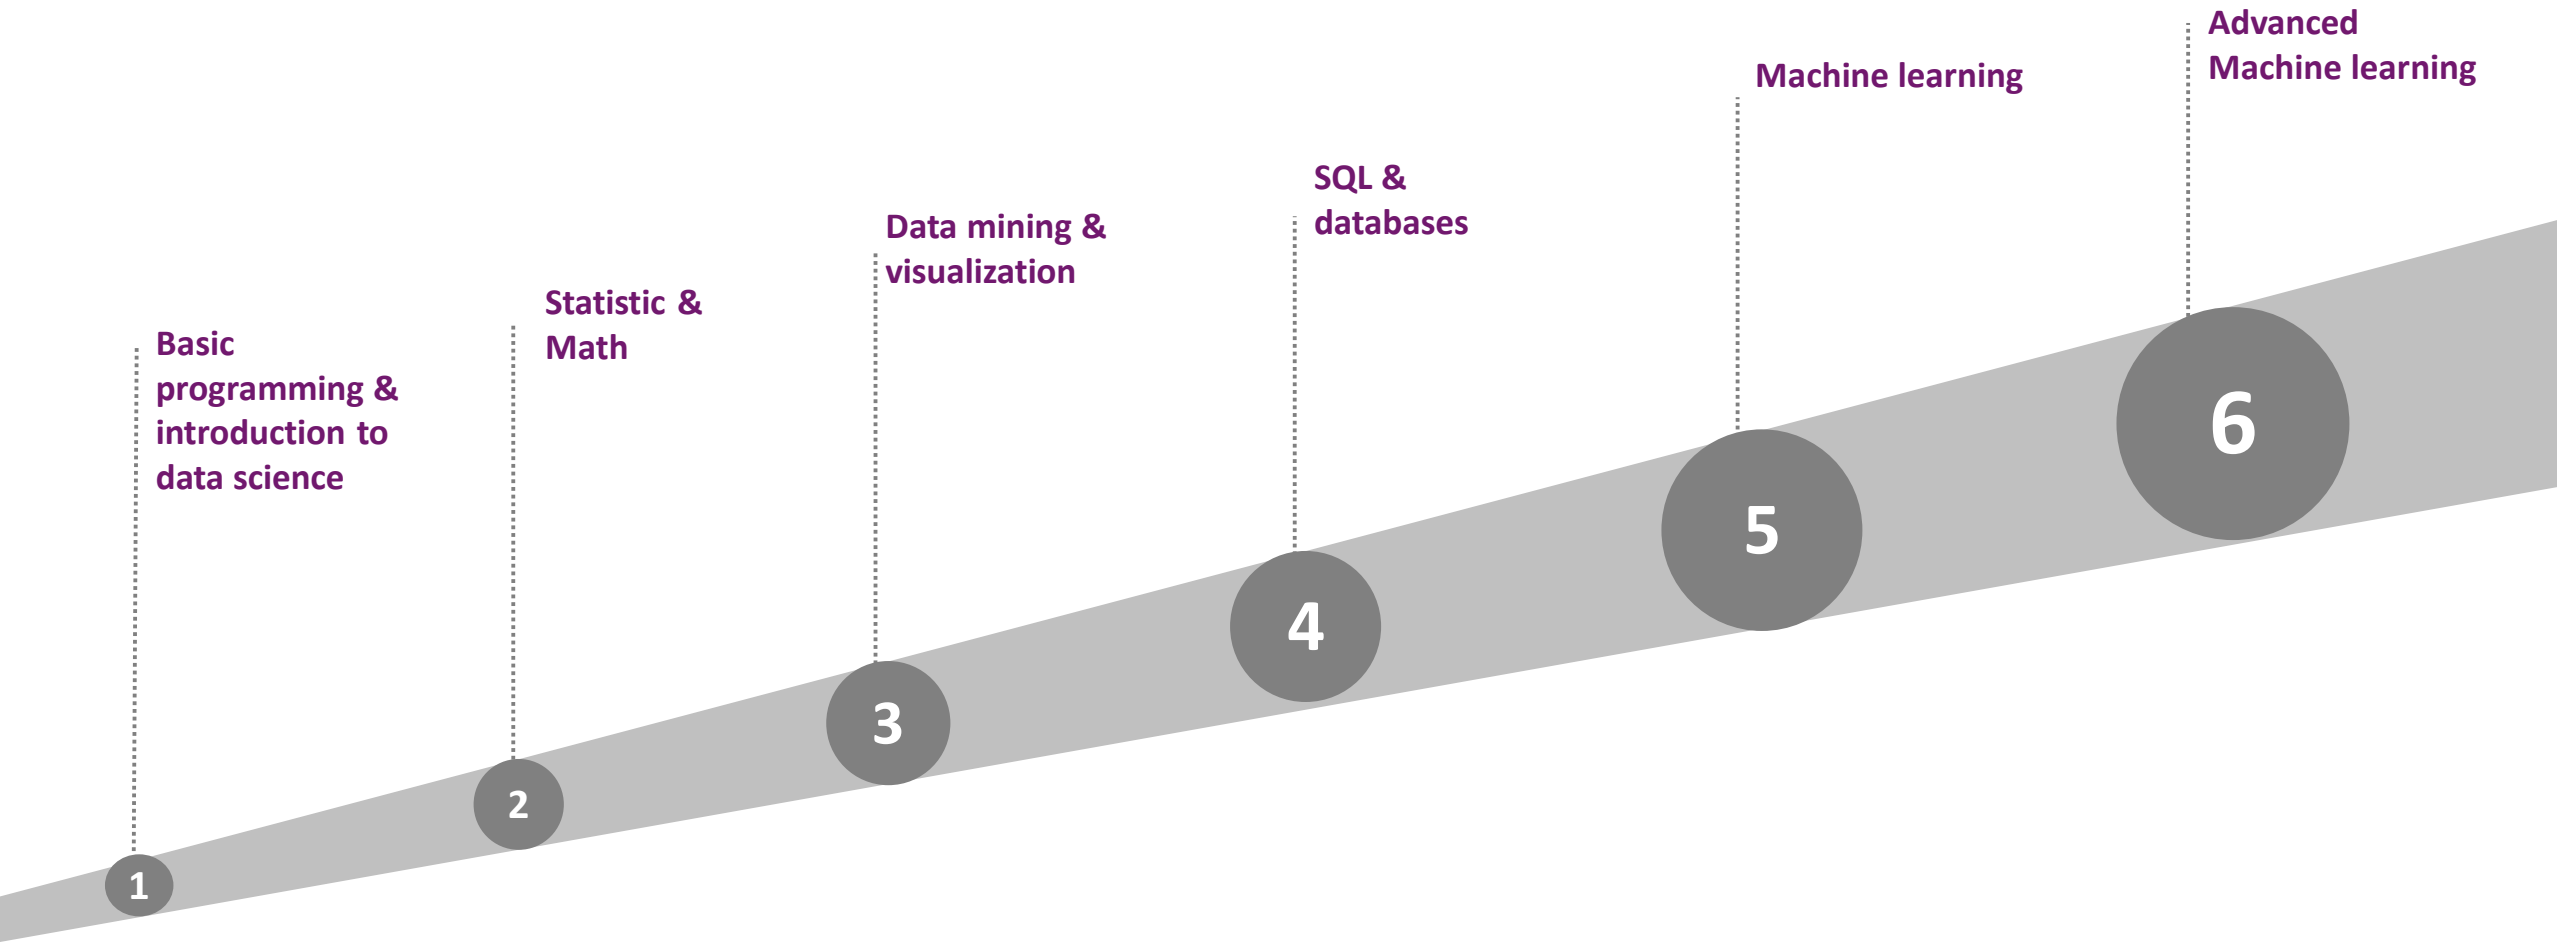 Basic
programming &
introduction to
data science
1
Statistic &
Math
2
Data mining &
visualization
3
SQL &
databases
4
Machine learning
5
Advanced
Machine learning
6